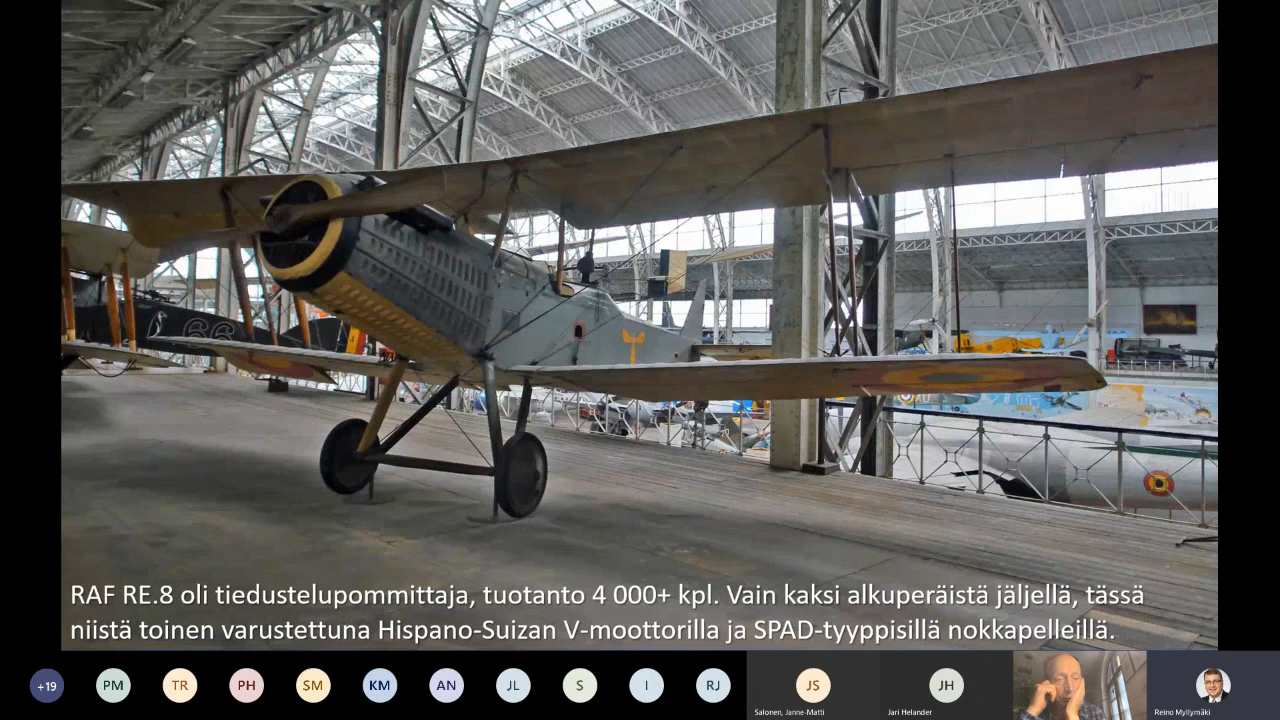 66
RAF RE.8 oli tiedustelupommittaja, tuotanto 4 000+ kpl. Vain kaksi alkuperäistä jäljellä, tässä
niistä toinen varustettuna Hispano-Suizan V-moottorilla ja SPAD-tyyppisillä nokkapelleillä.
+19
PM
TR
PH
SM
KM
AN
JL
S
I
RJ
JS
JH
Salonen, Janne-Matti
Jari Helander
Reino Myllymäki